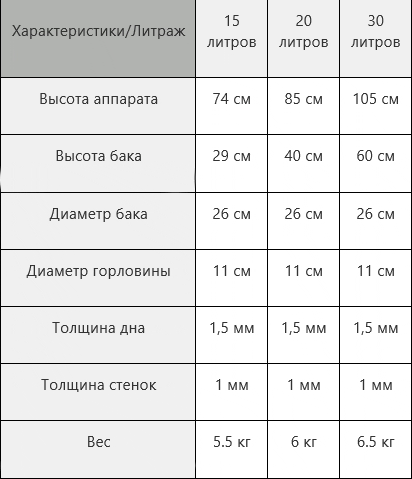 Характеристики/Литраж 15 литров 20 литров 30 литров
Высота аппарата 74 см 85 см 105 см
Высота бака 29 см 40 см 60 см
Диаметр бака 26 см 26 см 26 см
Диаметр горловины 11 см 11 см 11 см
Толщина дна 1,5 мм 1,5 мм 1,5 мм
Толщина стенок 1 мм 1 мм 1 мм
Вес 5.5 кг 6 кг 6.5 кг